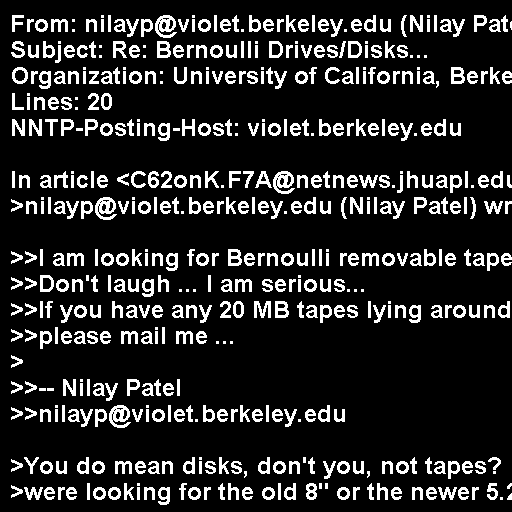 From: nilayp@violet.berkeley.edu (Nilay Pat
Subject: Re: Bernoulli Drives/Disks...
Organization: University of California, Berke
Lines: 20
NNTP-Posting-Host: violet.berkeley.edu
In article <C62onK.F7A@netnews.jhuapl.edu
>nilayp@violet.berkeley.edu (Nilay Patel) wr
>>I am looking for Bernoulli removable tape
>>Don't laugh ... I am serious...
>>If you have any 20 MB tapes lying around
>>please mail me ...
>
>>-- Nilay Patel
>>nilayp@violet.berkeley.edu
>You do mean disks, don't you, not tapes?
>were looking for the old 8" or the newer 5.2